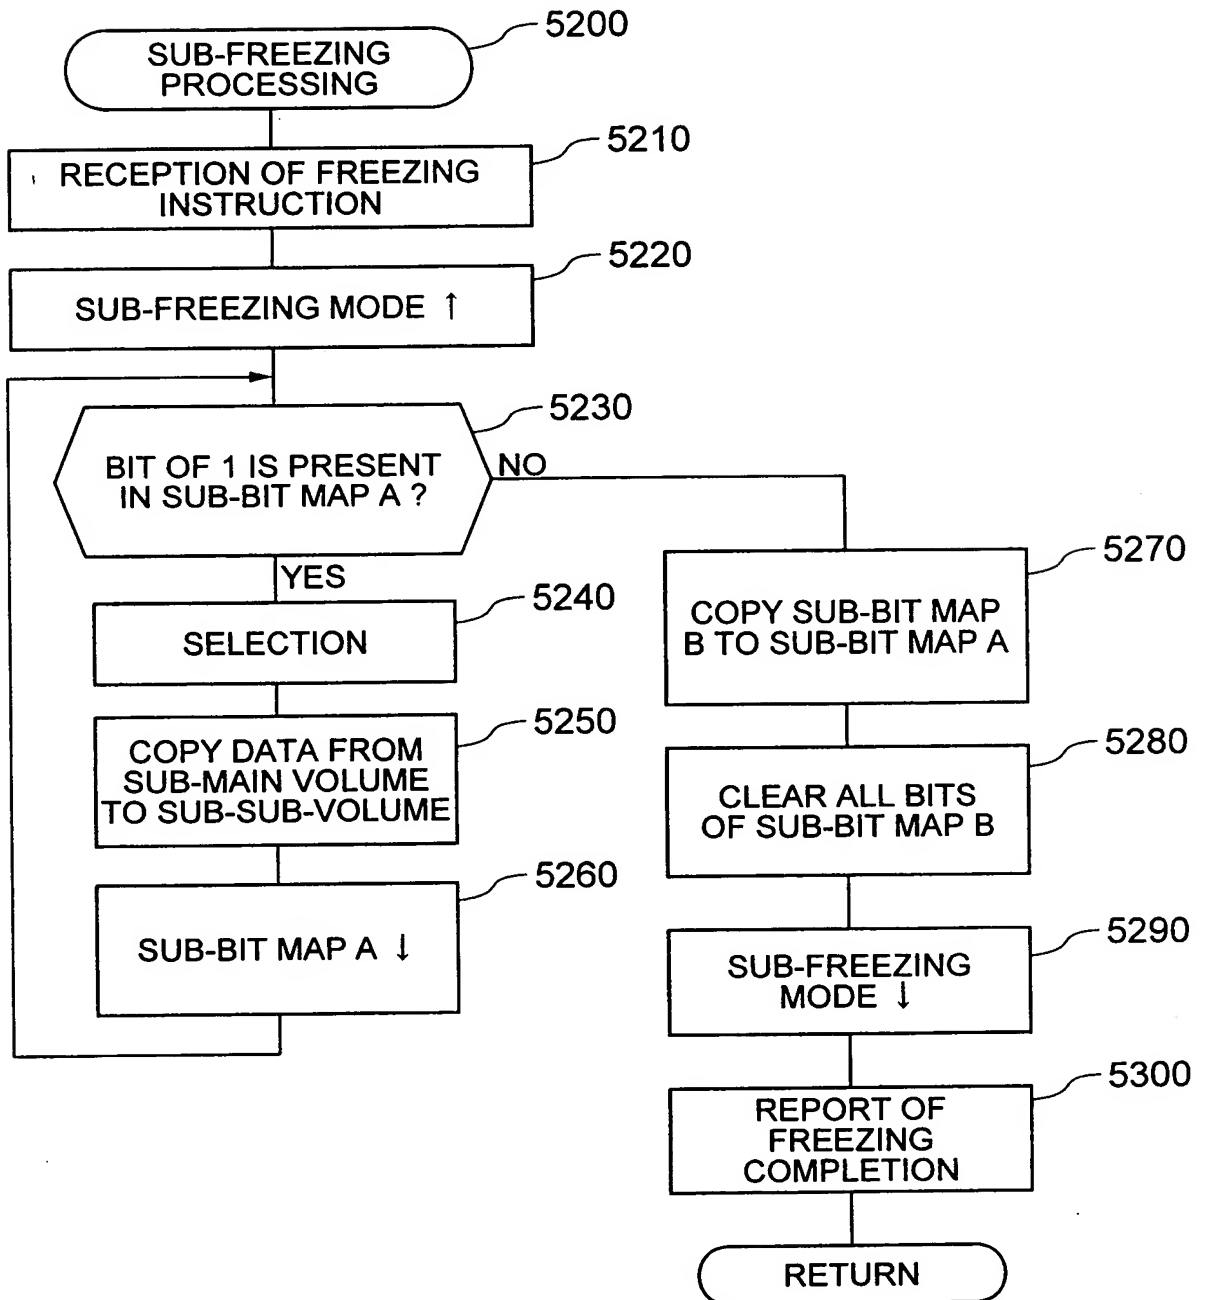 5200
SUB-FREEZING
PROCESSING
5210
RECEPTION OF FREEZING
INSTRUCTION
5220
SUB-FREEZING MODE ↑
5230
BIT OF 1 IS PRESENT
IN SUB-BIT MAP A ?
NO
YES
5240
SELECTION
5250
COPY DATA FROM
SUB-MAIN VOLUME
TO SUB-SUB-VOLUME
5260
SUB-BIT MAP A ↓
5270
COPY SUB-BIT MAP
B TO SUB-BIT MAP A
5280
CLEAR ALL BITS
OF SUB-BIT MAP B
5290
SUB-FREEZING
MODE ↓
5300
REPORT OF
FREEZING
COMPLETION
RETURN